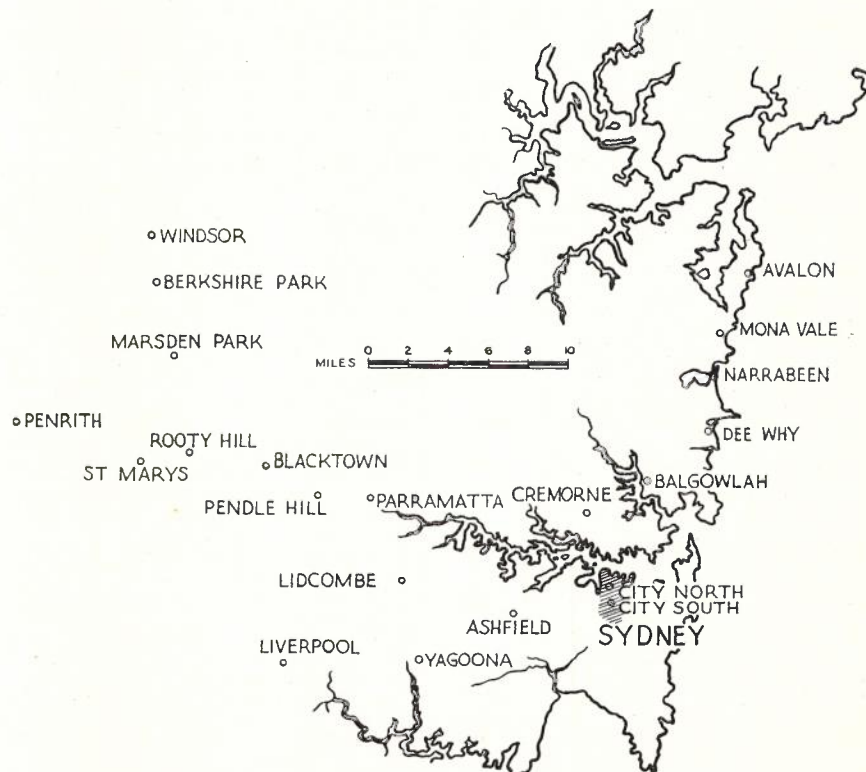 WINDSOR
BERKSHIRE PARK
AVALON
MARSDEN PARK
MONA VALE
MILES 0 2 4 6 8 10
NARRABEEN
PENRITH
DEE WHY
ROOTY HILL
ST MARYS
BLACKTOWN
BALGOWLAH
PENDLE HILL
PARRAMATTA
CREMORNE
LIDCOMBE
CITY NORTH
CITY SOUTH
ASHFIELD
SYDNEY
LIVERPOOL
YAGOONA